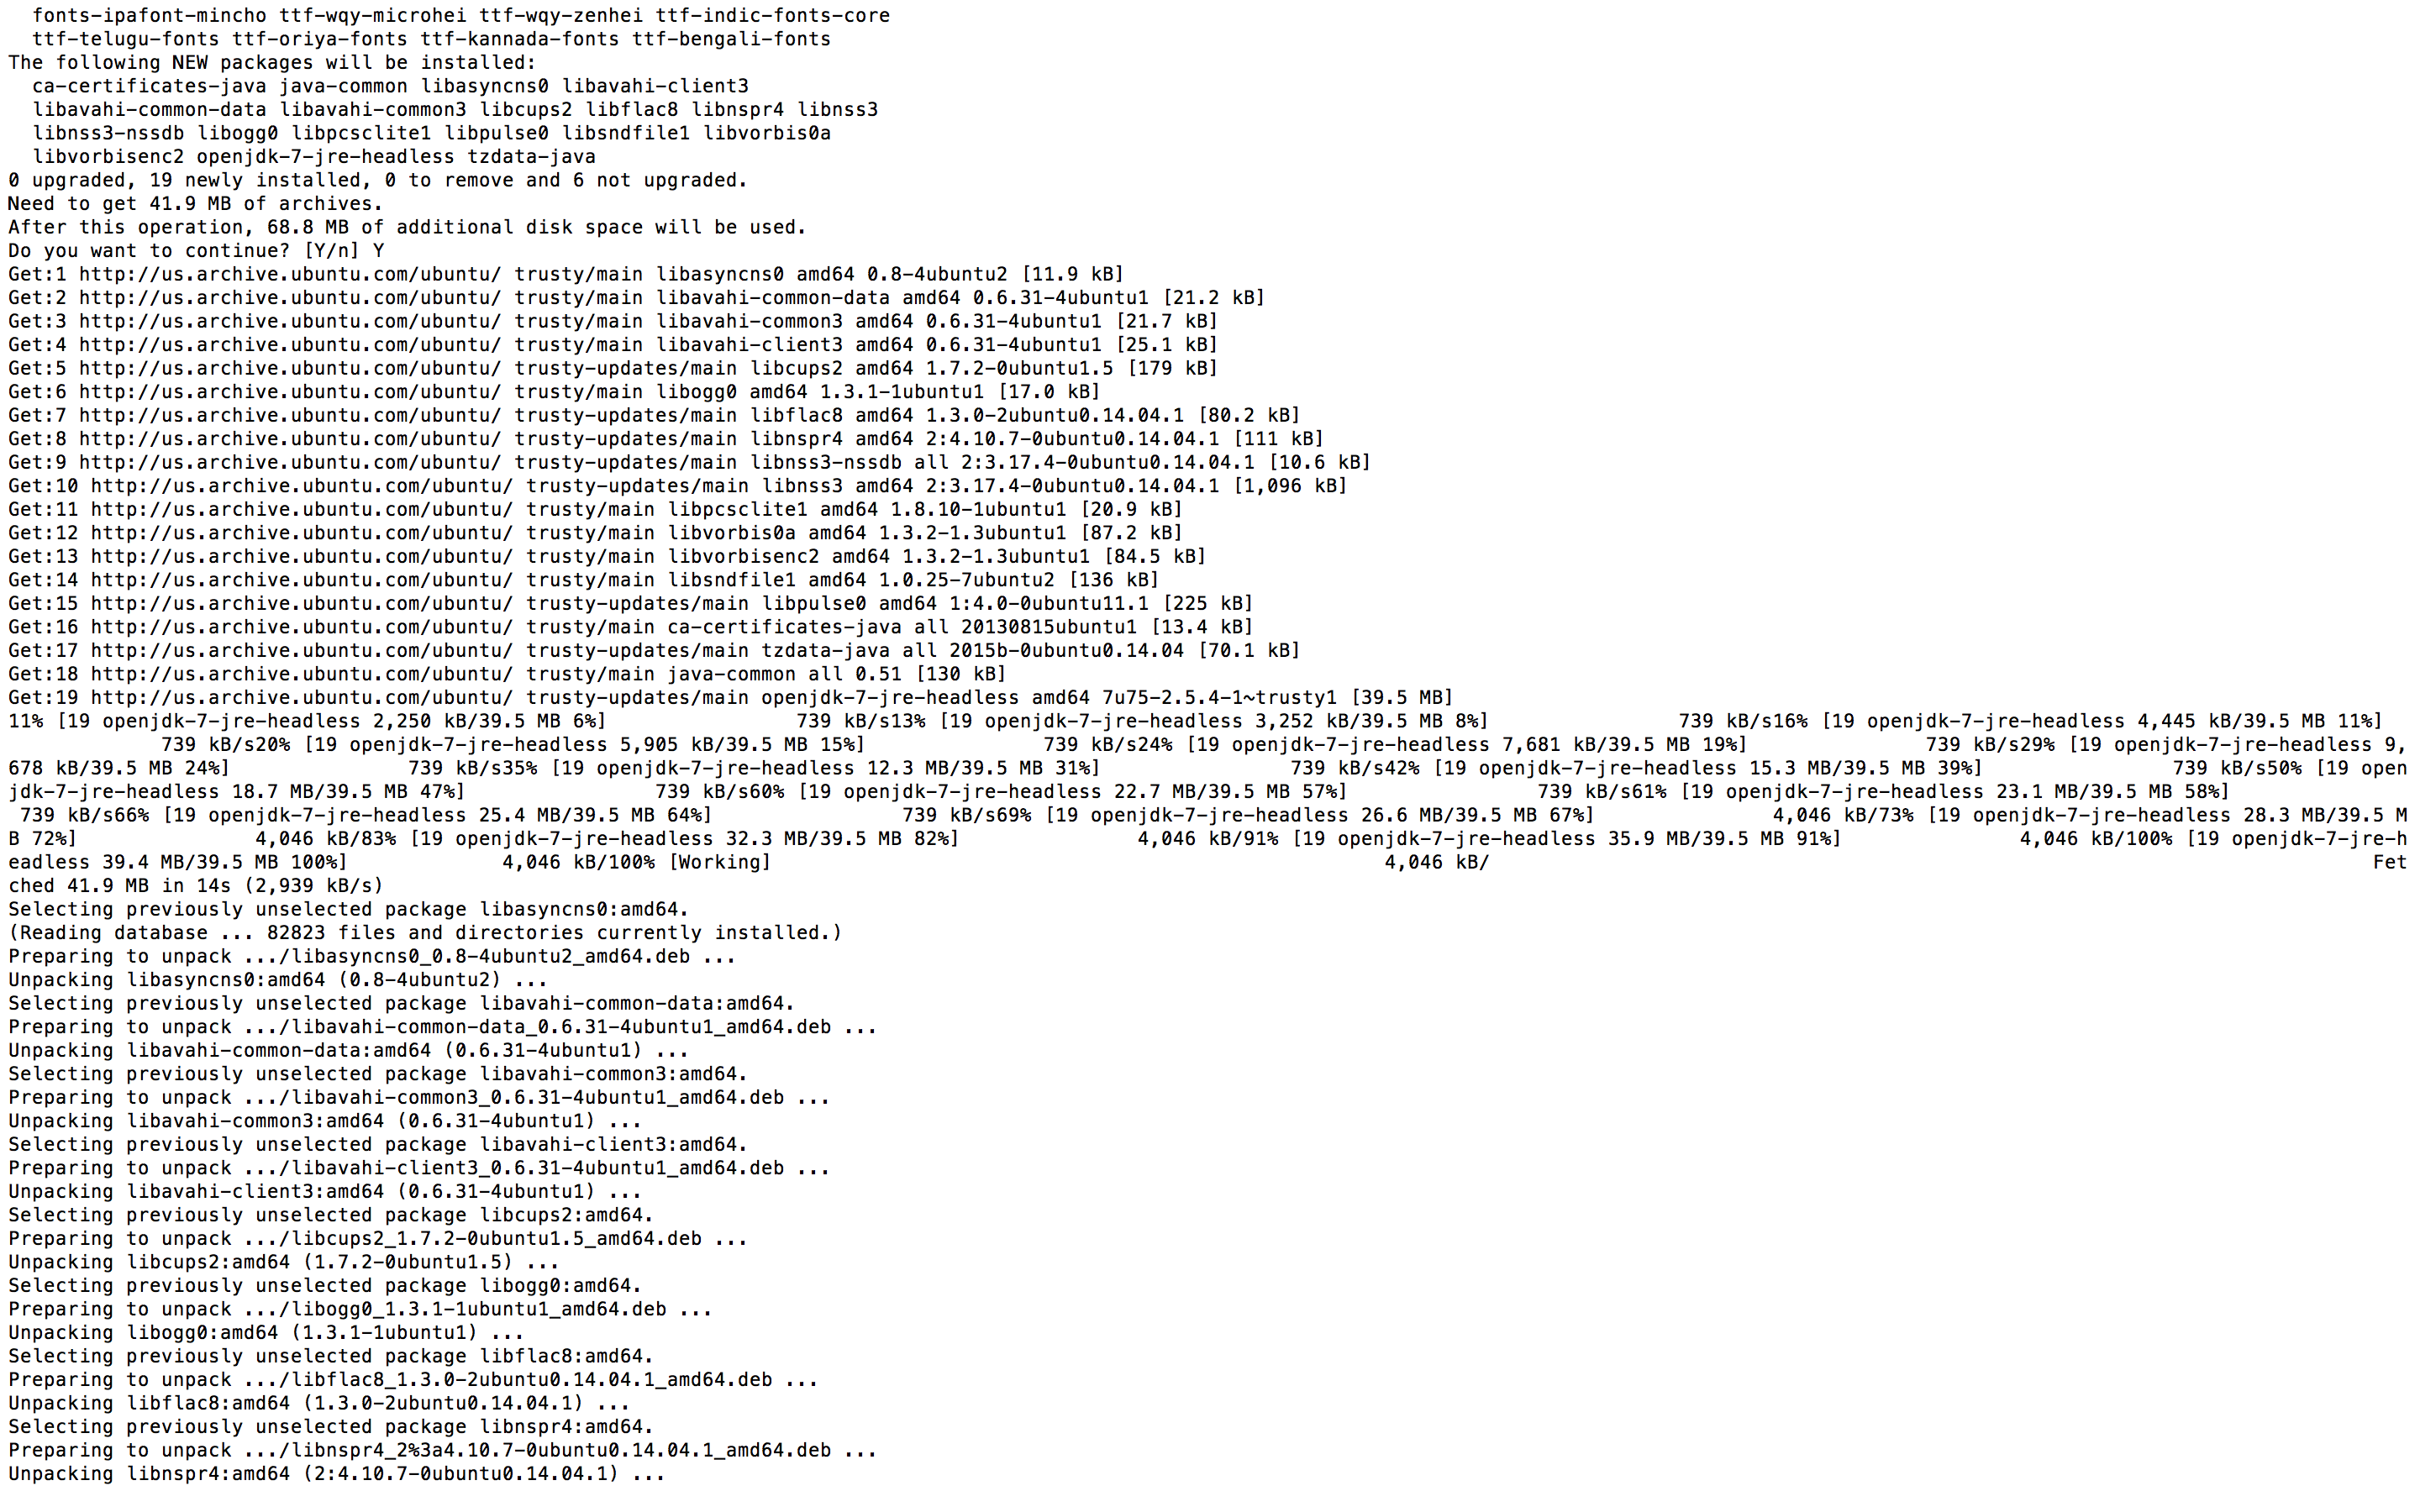 fonts-ipafont-mincho ttf-wqy-microhei ttf-wqy-zenhei ttf-indic-fonts-core
ttf-telugu-fonts ttf-oriya-fonts ttf-kannada-fonts ttf-bengali-fonts
The following NEW packages will be installed:
ca-certificates-java java-common libasyncns0 libavahi-client3
libavahi-common-data libavahi-common3 libcups2 libflac8 libnspr4 libnss3
libnss3-nssdb libogg0 libpcsclite1 libpulse0 libsndfile1 libvorbis0a
libvorbisenc2 openjdk-7-jre-headless tzdata-java
0 upgraded, 19 newly installed, 0 to remove and 6 not upgraded.
Need to get 41.9 MB of archives.
After this operation, 68.8 MB of additional disk space will be used.
Do you want to continue? [Y/n] Y
Get:1 http://us.archive.ubuntu.com/ubuntu/ trusty/main libasyncns0 amd64 0.8-4ubuntu2 [11.9 kB]
Get:2 http://us.archive.ubuntu.com/ubuntu/ trusty/main libavahi-common-data amd64 0.6.31-4ubuntu1 [21.2 kB]
Get:3 http://us.archive.ubuntu.com/ubuntu/ trusty/main libavahi-common3 amd64 0.6.31-4ubuntu1 [21.7 kB]
Get:4 http://us.archive.ubuntu.com/ubuntu/ trusty/main libavahi-client3 amd64 0.6.31-4ubuntu1 [25.1 kB]
Get:5 http://us.archive.ubuntu.com/ubuntu/ trusty-updates/main libcups2 amd64 1.7.2-0ubuntu1.5 [179 kB]
Get:6 http://us.archive.ubuntu.com/ubuntu/ trusty/main libogg0 amd64 1.3.1-1ubuntu1 [17.0 kB]
Get:7 http://us.archive.ubuntu.com/ubuntu/ trusty-updates/main libflac8 amd64 1.3.0-2ubuntu0.14.04.1 [80.2 kB]
Get:8 http://us.archive.ubuntu.com/ubuntu/ trusty-updates/main libnspr4 amd64 2:4.10.7-0ubuntu0.14.04.1 [111 kB]
Get:9 http://us.archive.ubuntu.com/ubuntu/ trusty-updates/main libnss3-nssdb all 2:3.17.4-0ubuntu0.14.04.1 [10.6 kB]
Get:10 http://us.archive.ubuntu.com/ubuntu/ trusty-updates/main libnss3 amd64 2:3.17.4-0ubuntu0.14.04.1 [1,096 kB]
Get:11 http://us.archive.ubuntu.com/ubuntu/ trusty/main libpcsclite1 amd64 1.8.10-1ubuntu1 [20.9 kB]
Get:12 http://us.archive.ubuntu.com/ubuntu/ trusty/main libvorbis0a amd64 1.3.2-1.3ubuntu1 [87.2 kB]
Get:13 http://us.archive.ubuntu.com/ubuntu/ trusty/main libvorbisenc2 amd64 1.3.2-1.3ubuntu1 [84.5 kB]
Get:14 http://us.archive.ubuntu.com/ubuntu/ trusty/main libsndfile1 amd64 1.0.25-7ubuntu2 [136 kB]
Get:15 http://us.archive.ubuntu.com/ubuntu/ trusty-updates/main libpulse0 amd64 1:4.0-0ubuntu11.1 [225 kB]
Get:16 http://us.archive.ubuntu.com/ubuntu/ trusty/main ca-certificates-java all 20130815ubuntu1 [13.4 kB]
Get:17 http://us.archive.ubuntu.com/ubuntu/ trusty-updates/main tzdata-java all 2015b-0ubuntu0.14.04 [70.1 kB]
Get:18 http://us.archive.ubuntu.com/ubuntu/ trusty/main java-common all 0.51 [130 kB]
Get:19 http://us.archive.ubuntu.com/ubuntu/ trusty-updates/main openjdk-7-jre-headless amd64 7u75-2.5.4-1~trusty1 [39.5 MB]
11% [19 openjdk-7-jre-headless 2,250 kB/39.5 MB 6%] 739 kB/s13% [19 openjdk-7-jre-headless 3,252 kB/39.5 MB 8%] 739 kB/s16% [19 openjdk-7-jre-headless 4,445 kB/39.5 MB 11%]
739 kB/s20% [19 openjdk-7-jre-headless 5,905 kB/39.5 MB 15%] 739 kB/s24% [19 openjdk-7-jre-headless 7,681 kB/39.5 MB 19%] 739 kB/s29% [19 openjdk-7-jre-headless 9,
678 kB/39.5 MB 24%] 739 kB/s35% [19 openjdk-7-jre-headless 12.3 MB/39.5 MB 31%] 739 kB/s42% [19 openjdk-7-jre-headless 15.3 MB/39.5 MB 39%] 739 kB/s50% [19 open
jdk-7-jre-headless 18.7 MB/39.5 MB 47%] 739 kB/s60% [19 openjdk-7-jre-headless 22.7 MB/39.5 MB 57%] 739 kB/s61% [19 openjdk-7-jre-headless 23.1 MB/39.5 MB 58%]
739 kB/s66% [19 openjdk-7-jre-headless 25.4 MB/39.5 MB 64%] 739 kB/s69% [19 openjdk-7-jre-headless 26.6 MB/39.5 MB 67%] 4,046 kB/73% [19 openjdk-7-jre-headless 28.3 MB/39.5 M
B 72%] 4,046 kB/83% [19 openjdk-7-jre-headless 32.3 MB/39.5 MB 82%] 4,046 kB/91% [19 openjdk-7-jre-headless 35.9 MB/39.5 MB 91%] 4,046 kB/100% [19 openjdk-7-jre-h
eadless 39.4 MB/39.5 MB 100%] 4,046 kB/100% [Working] 4,046 kB/ Fet
ched 41.9 MB in 14s (2,939 kB/s)
Selecting previously unselected package libasyncns0:amd64.
(Reading database ... 82823 files and directories currently installed.)
Preparing to unpack .../libasyncns0_0.8-4ubuntu2_amd64.deb ...
Unpacking libasyncns0:amd64 (0.8-4ubuntu2) ...
Selecting previously unselected package libavahi-common-data:amd64.
Preparing to unpack .../libavahi-common-data_0.6.31-4ubuntu1_amd64.deb ...
Unpacking libavahi-common-data:amd64 (0.6.31-4ubuntu1) ...
Selecting previously unselected package libavahi-common3:amd64.
Preparing to unpack .../libavahi-common3_0.6.31-4ubuntu1_amd64.deb ...
Unpacking libavahi-common3:amd64 (0.6.31-4ubuntu1) ...
Selecting previously unselected package libavahi-client3:amd64.
Preparing to unpack .../libavahi-client3_0.6.31-4ubuntu1_amd64.deb ...
Unpacking libavahi-client3:amd64 (0.6.31-4ubuntu1) ...
Selecting previously unselected package libcups2:amd64.
Preparing to unpack .../libcups2_1.7.2-0ubuntu1.5_amd64.deb ...
Unpacking libcups2:amd64 (1.7.2-0ubuntu1.5) ...
Selecting previously unselected package libogg0:amd64.
Preparing to unpack .../libogg0_1.3.1-1ubuntu1_amd64.deb ...
Unpacking libogg0:amd64 (1.3.1-1ubuntu1) ...
Selecting previously unselected package libflac8:amd64.
Preparing to unpack .../libflac8_1.3.0-2ubuntu0.14.04.1_amd64.deb ...
Unpacking libflac8:amd64 (1.3.0-2ubuntu0.14.04.1) ...
Selecting previously unselected package libnspr4:amd64.
Preparing to unpack .../libnspr4_2%3a4.10.7-0ubuntu0.14.04.1_amd64.deb ...
Unpacking libnspr4:amd64 (2:4.10.7-0ubuntu0.14.04.1) ...